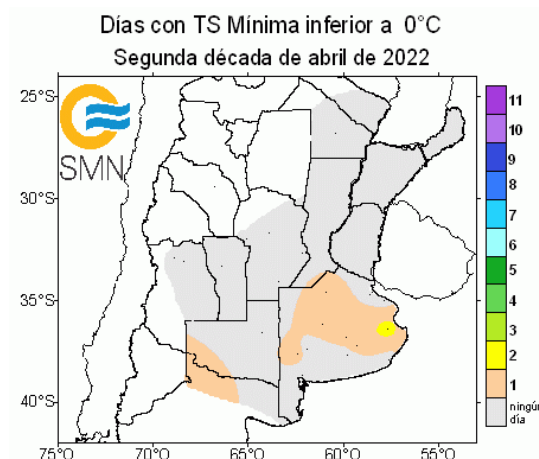 Días con TS Mínima inferior a 0°C
Segunda década de abril de 2022
SMN
25°S
30°S
35°S
40°S
75°O
70°O
65°O
60°O
55°O
11
10
9
8
7
6
5
4
3
2
1
ningún
día